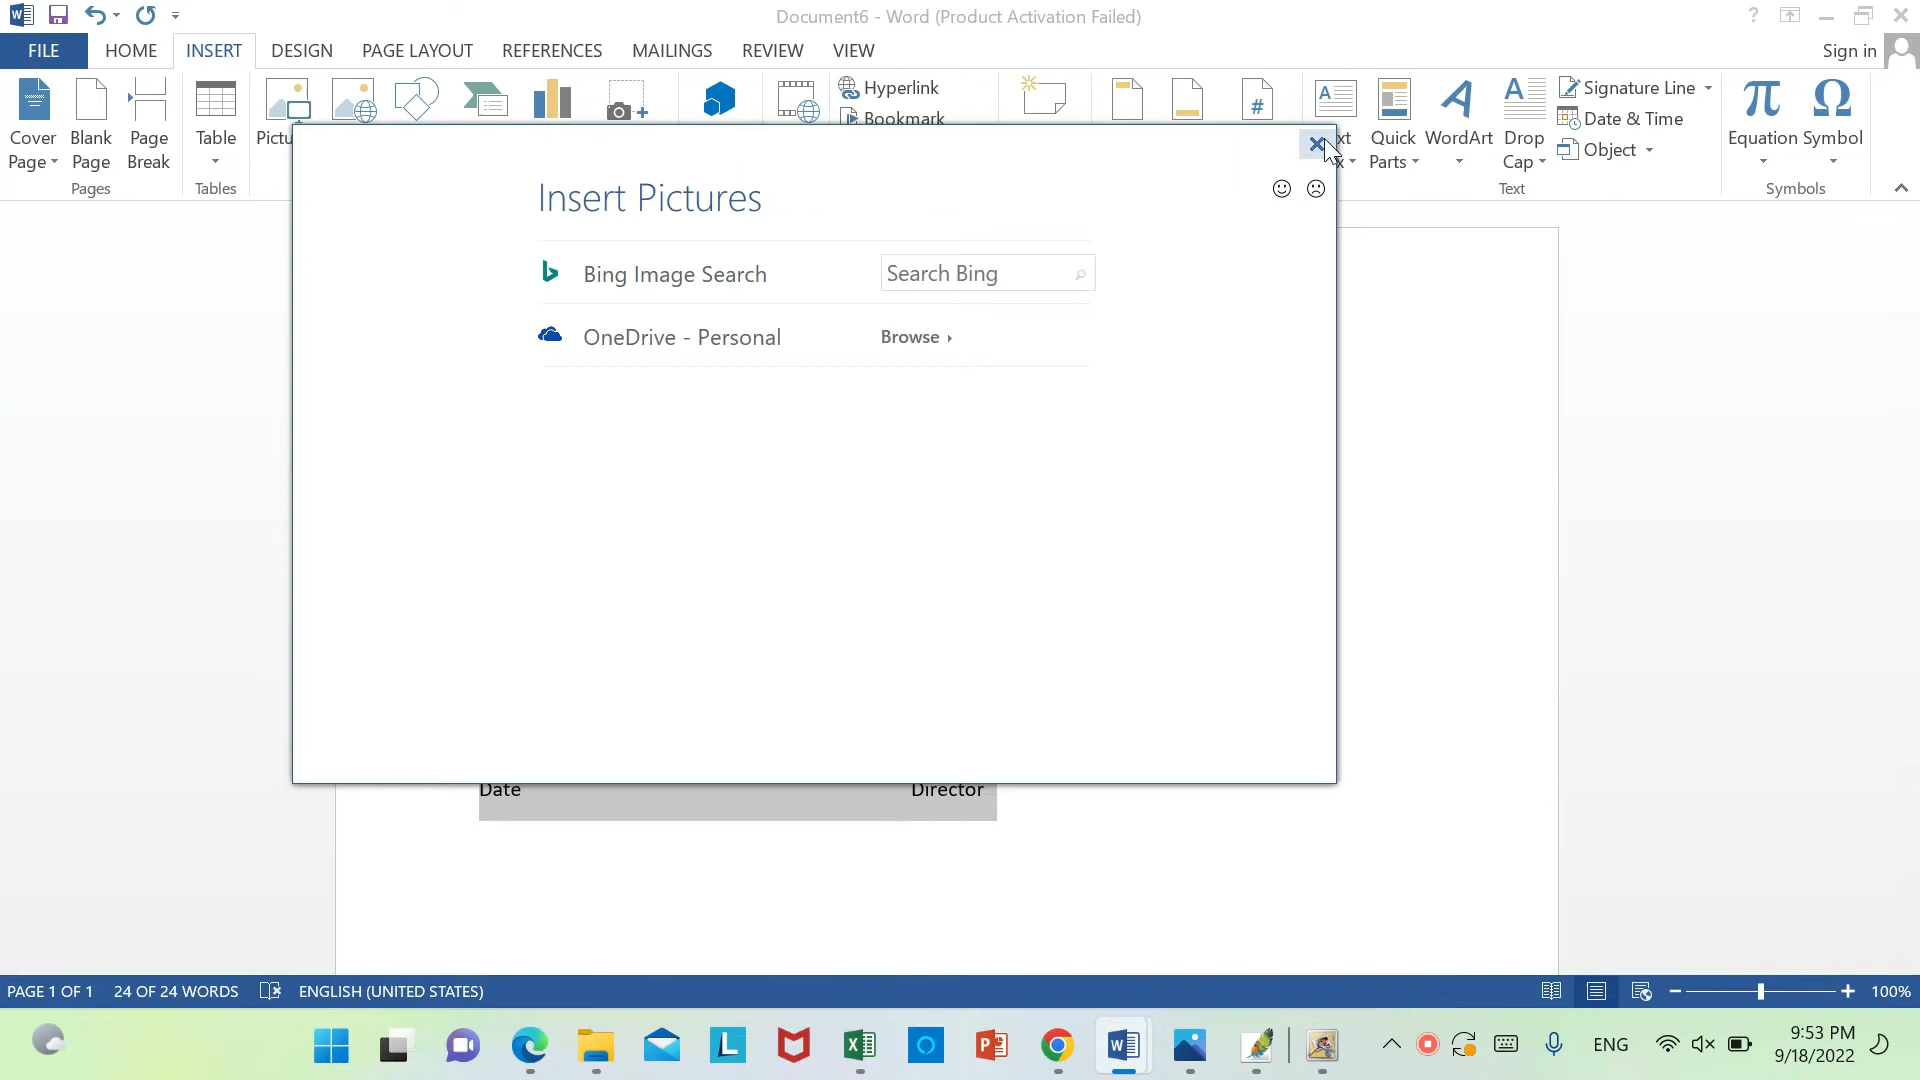 Document6 - Word (Product Activation Failed)
?
FILE HOME INSERT DESIGN PAGE LAYOUT REFERENCES MAILINGS REVIEW VIEW Sign in
Hyperlink
Bookmark
Signature Line
Date & Time
Object
Cover Page
Blank Page
Page Break
Table
Quick Parts
WordArt
Drop Cap
Equation
Symbol
Pages
Tables
Text
Symbols
Insert Pictures
Bing Image Search
Search Bing
OneDrive - Personal
Browse
Date Director
PAGE 1 OF 1 24 OF 24 WORDS ENGLISH (UNITED STATES) 100%
ENG
9:53 PM
9/18/2022